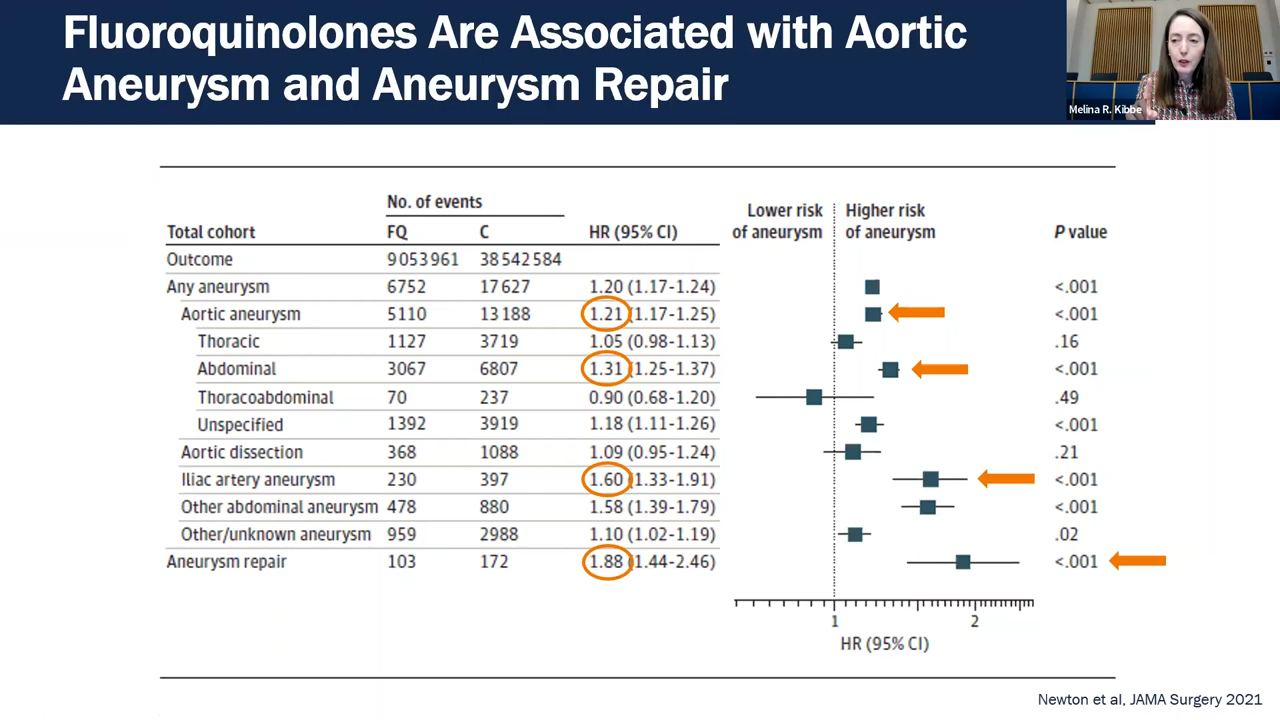 Fluoroquinolones Are Associated with Aortic
Aneurysm and Aneurysm Repair
Melina R. Kibbe
No. of events
Lower risk of aneurysm
Higher risk of aneurysm
Total cohort FQ C HR (95% CI) P value
Outcome 9 053 961 38 542 584
Any aneurysm 6752 17 627 1.20 (1.17-1.24) <.001
Aortic aneurysm 5110 13 188 1.21 (1.17-1.25) <.001
Thoracic 1127 3719 1.05 (0.98-1.13) .16
Abdominal 3067 6807 1.31 (1.25-1.37) <.001
Thoracoabdominal 70 237 0.90 (0.68-1.20) .49
Unspecified 1392 3919 1.18 (1.11-1.26) <.001
Aortic dissection 368 1088 1.09 (0.95-1.24) .21
Iliac artery aneurysm 230 397 1.60 (1.33-1.91) <.001
Other abdominal aneurysm 478 880 1.58 (1.39-1.79) <.001
Other/unknown aneurysm 959 2988 1.10 (1.02-1.19) .02
Aneurysm repair 103 172 1.88 (1.44-2.46) <.001
1 2
HR (95% CI)
Newton et al, JAMA Surgery 2021